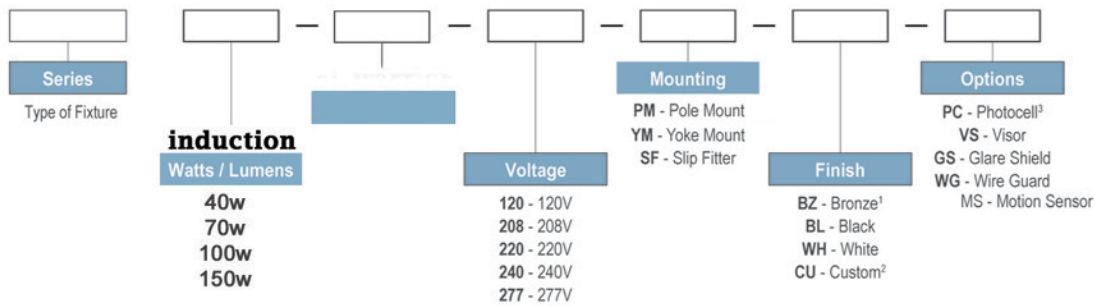 Series
Type of Fixture
induction
Watts / Lumens
40w
70w
100w
150w
Voltage
120 - 120V
208 - 208V
220 - 220V
240 - 240V
277 - 277V
Mounting
PM - Pole Mount
YM - Yoke Mount
SF - Slip Fitter
Finish
BZ - Bronze¹
BL - Black
WH - White
CU - Custom²
Options
PC - Photocell³
VS - Visor
GS - Glare Shield
WG - Wire Guard
MS - Motion Sensor